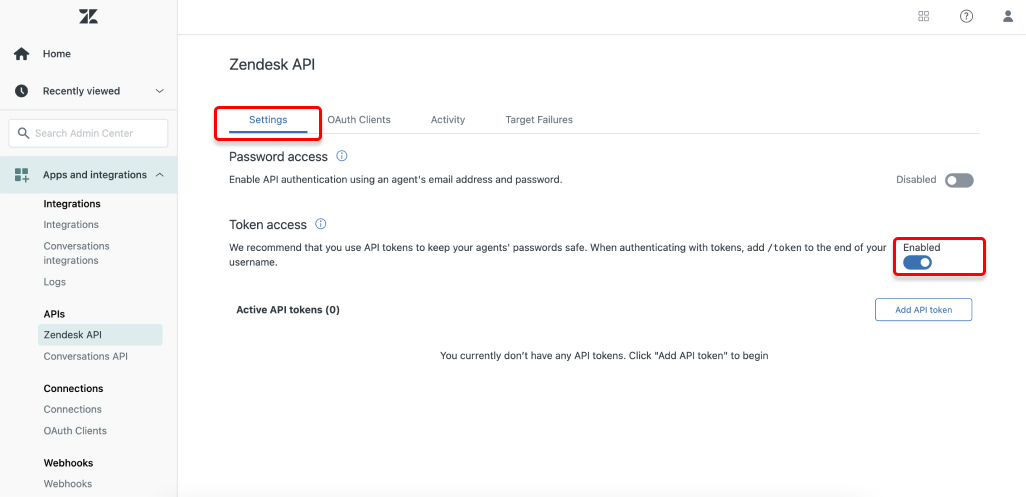 Home
Recently viewed
Search Admin Center
Apps and integrations
Integrations
Integrations
Conversations
integrations
Logs
APIs
Zendesk API
Conversations API
Connections
Connections
OAuth Clients
Webhooks
Webhooks
Zendesk API
Settings OAuth Clients Activity Target Failures
Password access
Enable API authentication using an agent's email address and password. Disabled
Token access
We recommend that you use API tokens to keep your agents' passwords safe. When authenticating with tokens, add /token to the end of your Enabled
username.
Active API tokens (0) Add API token
You currently don't have any API tokens. Click "Add API token" to begin